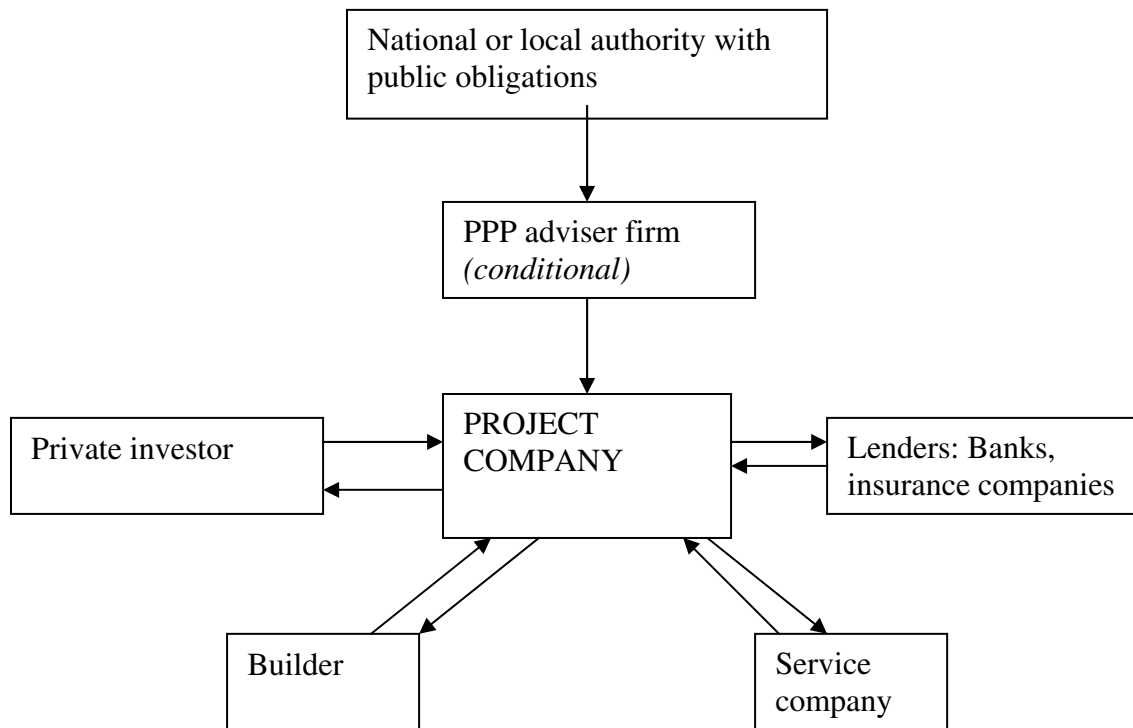 National or local authority with
public obligations
PPP adviser firm
(conditional)
Private investor
PROJECT
COMPANY
Lenders: Banks,
insurance companies
Builder
Service
company